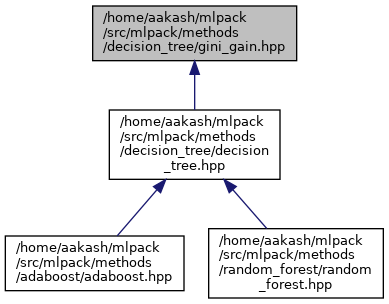 /home/aakash/mlpack
/src/mlpack/methods
/decision_tree/gini_gain.hpp
/home/aakash/mlpack
/src/mlpack/methods
/decision_tree/decision
_tree.hpp
/home/aakash/mlpack
/src/mlpack/methods
/adaboost/adaboost.hpp
/home/aakash/mlpack
/src/mlpack/methods
/random_forest/random
_forest.hpp